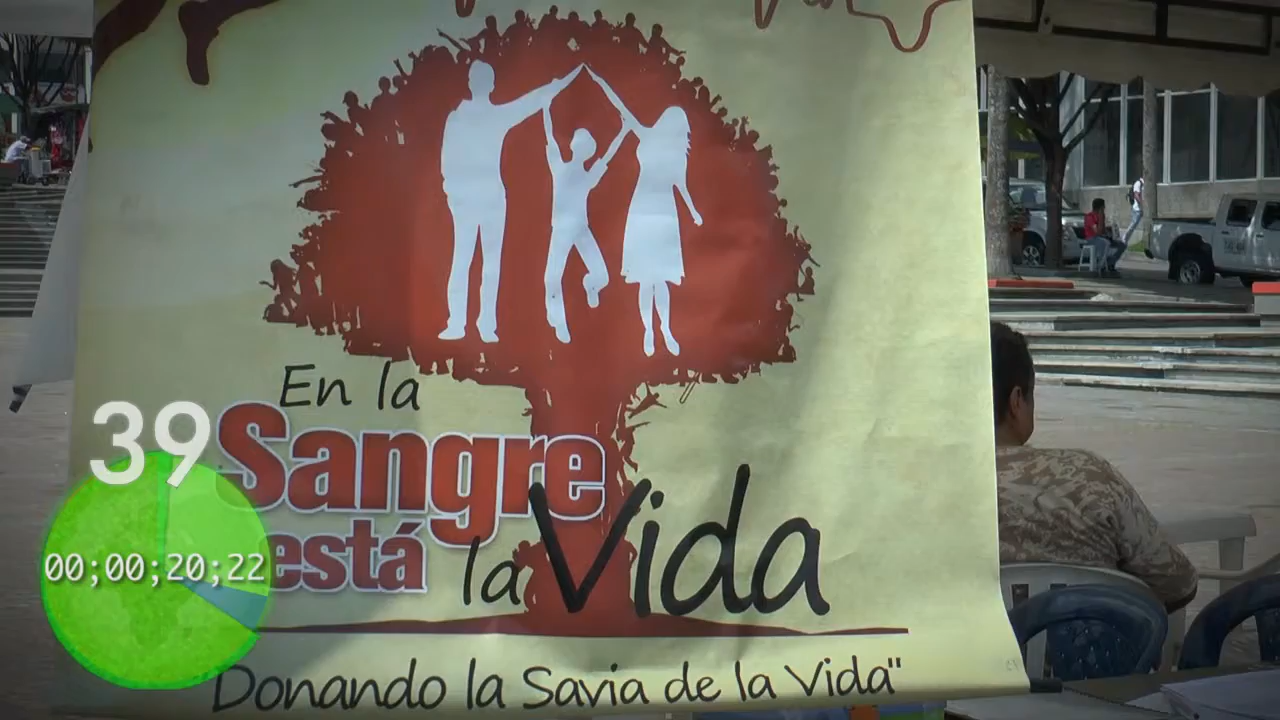 En la
39
Sangre
está
la Vida
00;00;20;22
Donando la Savia de la Vida"